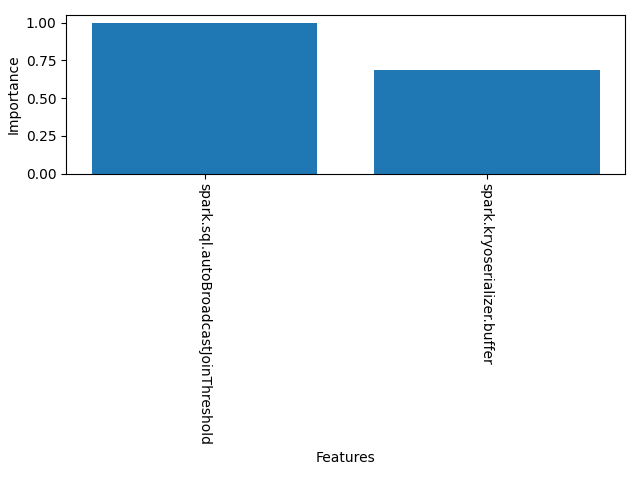 Importance
1.00
0.75
0.50
0.25
0.00
spark.sql.autoBroadcastJoinThreshold
spark.kryoserializer.buffer
Features